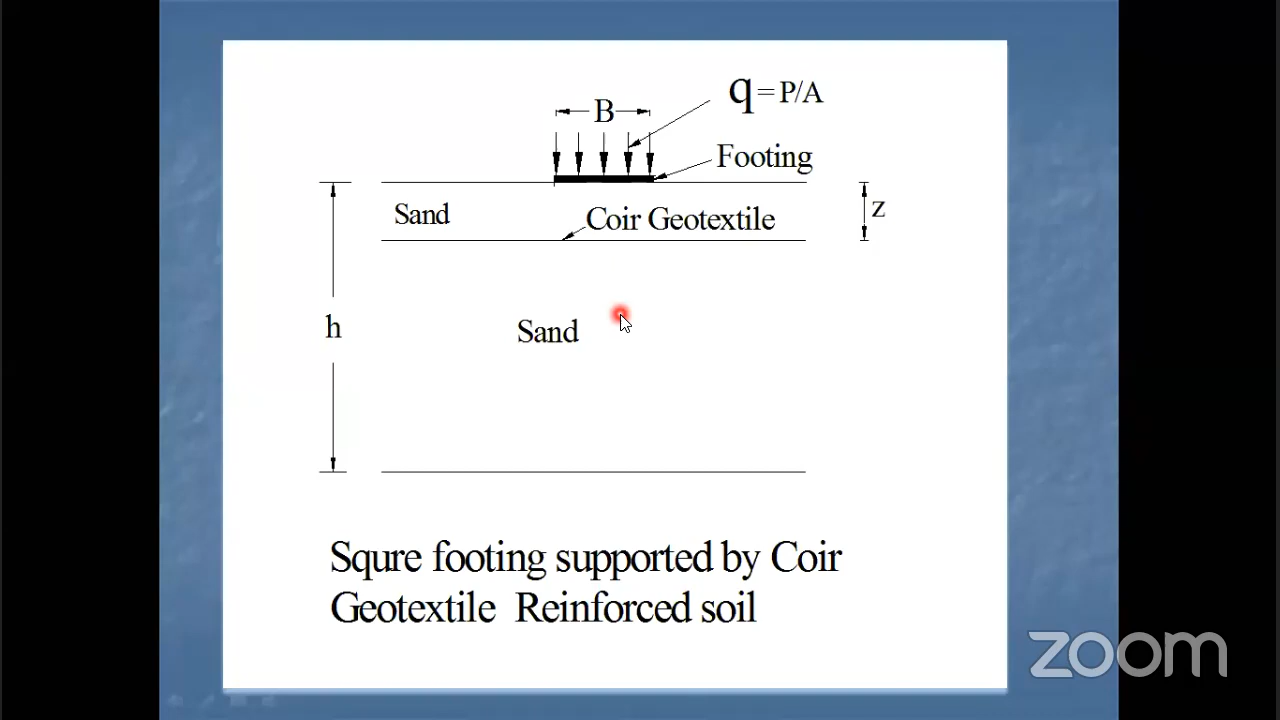 q = P/A
B
Footing
Sand
Coir Geotextile
z
h
Sand
Squre footing supported by Coir
Geotextile Reinforced soil
zoom